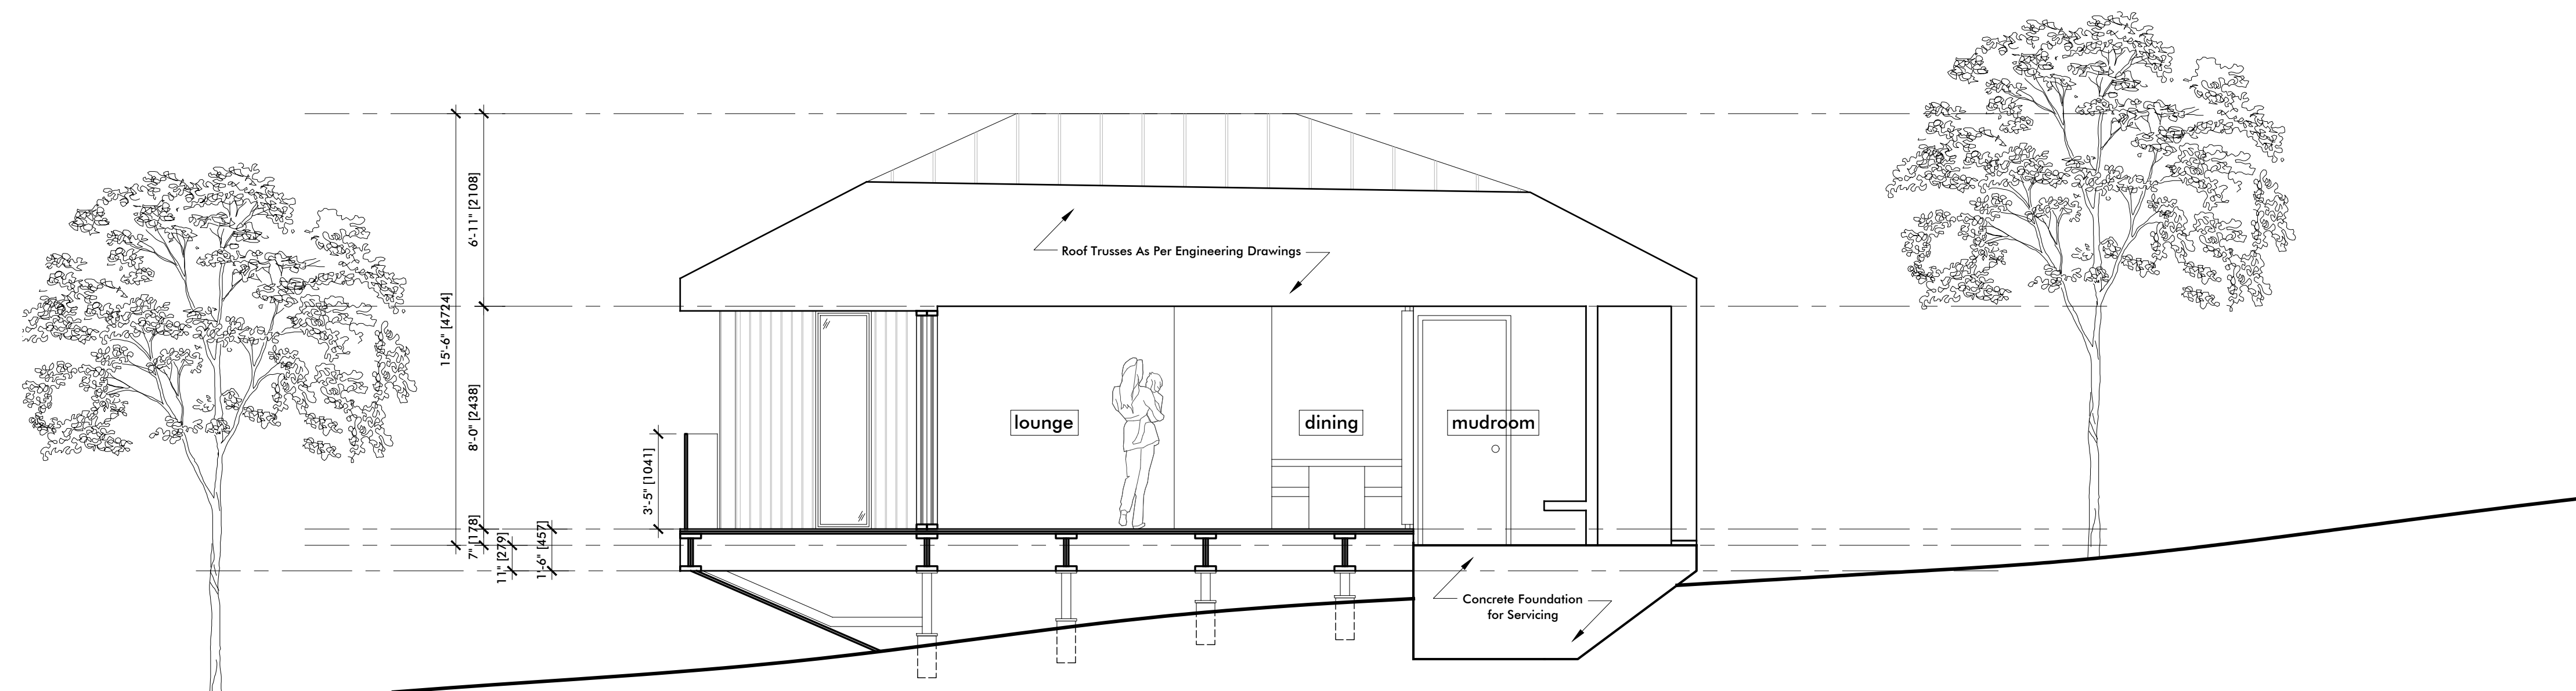 6'-11" [2108]
15'-6" [4724]
8'-0" [2438]
7" [178]
11" [279]
1'-6" [457]
3'-5" [1041]
Roof Trusses As Per Engineering Drawings
lounge
dining
mudroom
Concrete Foundation
for Servicing